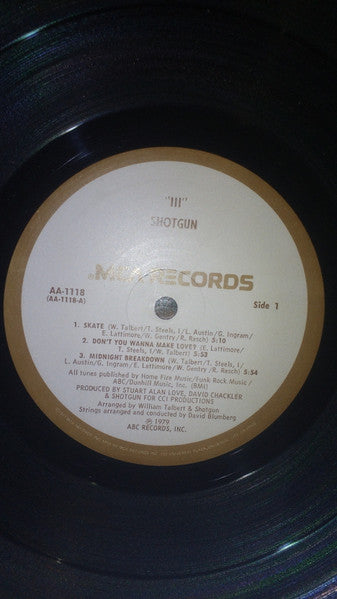 "III"
SHOTGUN
MCA RECORDS
AA-1118
(AA-1118-A)
Side 1
1. SKATE (W. Talbert/T. Steels, I/L. Austin/G. Ingram/
E. Lattimore/W. Gentry/R. Resch) 5:10
2. DON'T YOU WANNA MAKE LOVE? (E. Lattimore/
T. Steels, I/W. Talbert) 5:53
3. MIDNIGHT BREAKDOWN (W. Talbert/T. Steels, I/
L. Austin/G. Ingram/E. Lattimore/W. Gentry/R. Resch) 5:54
All tunes published by Home Fire Music/Funk Rock Music/
ABC/Dunhill Music, Inc. (BMI)
PRODUCED BY STUART ALAN LOVE, DAVID CHACKLER
& SHOTGUN FOR CCI PRODUCTIONS
Arranged by William Talbert & Shotgun
Strings arranged and conducted by David Blumberg
℗ 1979
ABC RECORDS, INC.